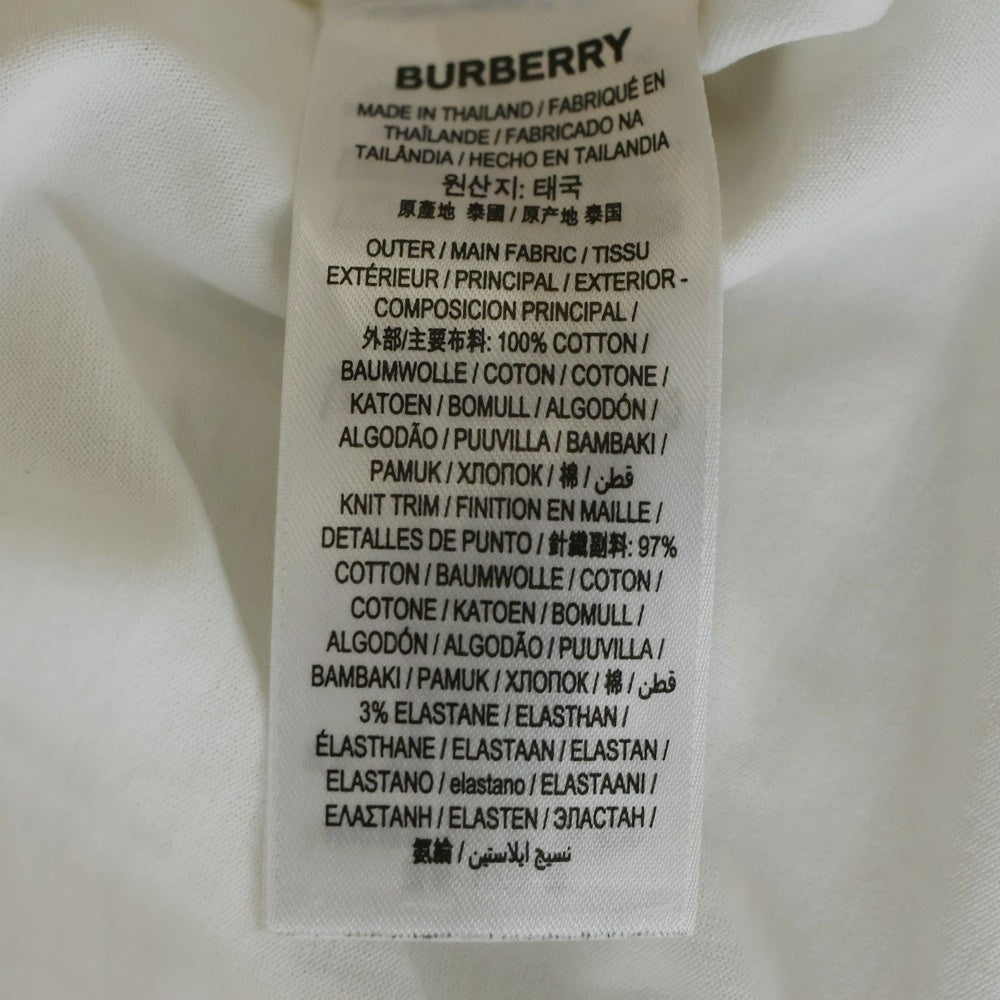 BURBERRY
MADE IN THAILAND / FABRIQUÉ EN
THAÏLANDE / FABRICADO NA
TAILÂNDIA / HECHO EN TAILANDIA
원산지: 태국
原產地 泰國 / 原产地 泰国
OUTER / MAIN FABRIC / TISSU
EXTÉRIEUR / PRINCIPAL / EXTERIOR -
COMPOSICION PRINCIPAL /
外部/主要布料: 100% COTTON /
BAUMWOLLE / COTON / COTONE /
KATOEN / BOMULL / ALGODÓN /
ALGODÃO / PUUVILLA / BAMBAKI /
PAMUK / ХЛОПОК / 棉 / قطن
KNIT TRIM / FINITION EN MAILLE /
DETALLES DE PUNTO / 針織副料: 97%
COTTON / BAUMWOLLE / COTON /
COTONE / KATOEN / BOMULL /
ALGODÓN / ALGODÃO / PUUVILLA /
BAMBAKI / PAMUK / ХЛОПОК / 棉 / قطن
3% ELASTANE / ELASTHAN /
ÉLASTHANE / ELASTAAN / ELASTAN /
ELASTANO / elastano / ELASTAANI /
ΕΛΑΣΤΑΝΗ / ELASTEN / ЭЛАСТАН /
氨綸 / نسيج ايلاستين